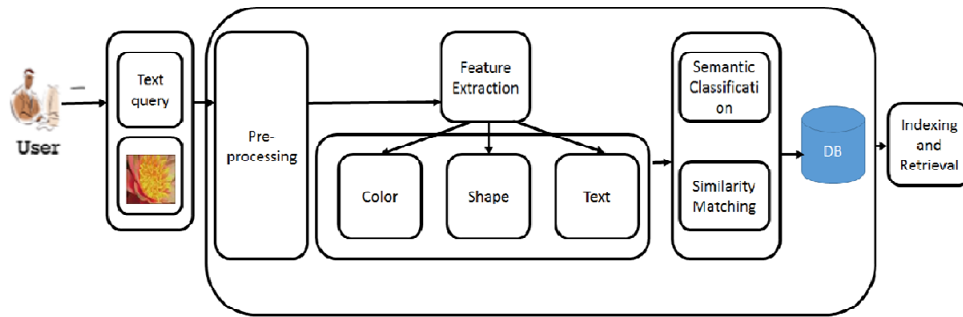 User
Text
query
Pre-
processing
Feature
Extraction
Color
Shape
Text
Semantic
Classificati
on
Similarity
Matching
DB
Indexing
and
Retrieval